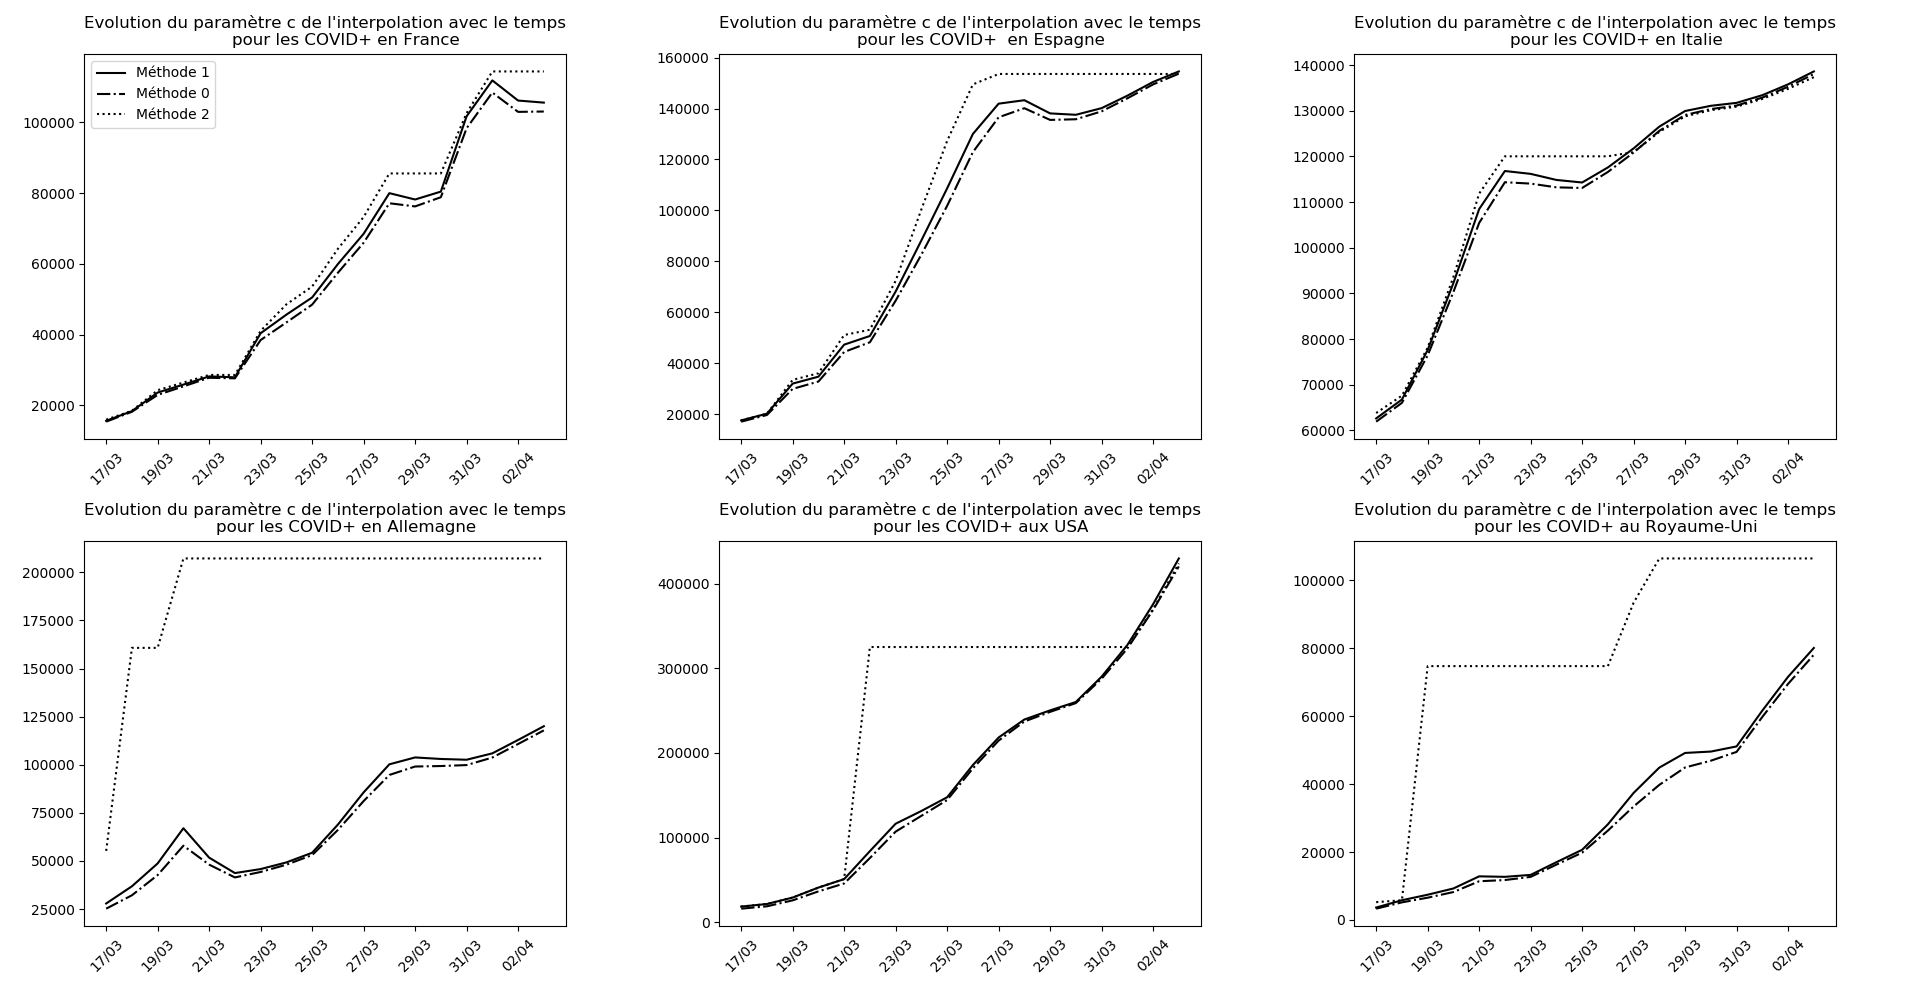 Evolution du paramètre c de l'interpolation avec le temps
pour les COVID+ en France
Méthode 1
Méthode 0
Méthode 2
100000
80000
60000
40000
20000
17/03 19/03 21/03 23/03 25/03 27/03 29/03 31/03 02/04
Evolution du paramètre c de l'interpolation avec le temps
pour les COVID+  en Espagne
160000
140000
120000
100000
80000
60000
40000
20000
17/03 19/03 21/03 23/03 25/03 27/03 29/03 31/03 02/04
Evolution du paramètre c de l'interpolation avec le temps
pour les COVID+ en Italie
140000
130000
120000
110000
100000
90000
80000
70000
60000
17/03 19/03 21/03 23/03 25/03 27/03 29/03 31/03 02/04
Evolution du paramètre c de l'interpolation avec le temps
pour les COVID+ en Allemagne
200000
175000
150000
125000
100000
75000
50000
25000
17/03 19/03 21/03 23/03 25/03 27/03 29/03 31/03 02/04
Evolution du paramètre c de l'interpolation avec le temps
pour les COVID+ aux USA
400000
300000
200000
100000
0
17/03 19/03 21/03 23/03 25/03 27/03 29/03 31/03 02/04
Evolution du paramètre c de l'interpolation avec le temps
pour les COVID+ au Royaume-Uni
100000
80000
60000
40000
20000
0
17/03 19/03 21/03 23/03 25/03 27/03 29/03 31/03 02/04